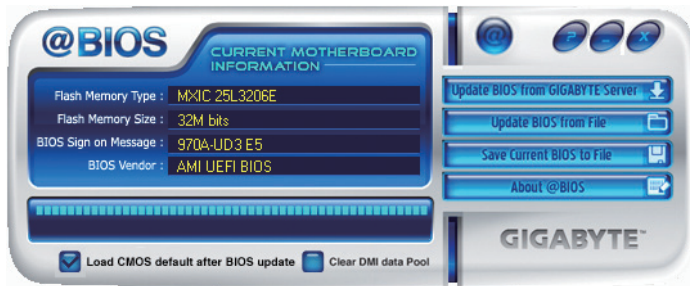 @BIOS
CURRENT MOTHERBOARD
INFORMATION
Flash Memory Type : MXIC 25L3206E
Flash Memory Size : 32M bits
BIOS Sign on Message : 970A-UD3 E5
BIOS Vendor : AMI UEFI BIOS
Load CMOS default after BIOS update Clear DMI data Pool
@ ? – X
Update BIOS from GIGABYTE Server
Update BIOS from File
Save Current BIOS to File
About @BIOS
GIGABYTE™